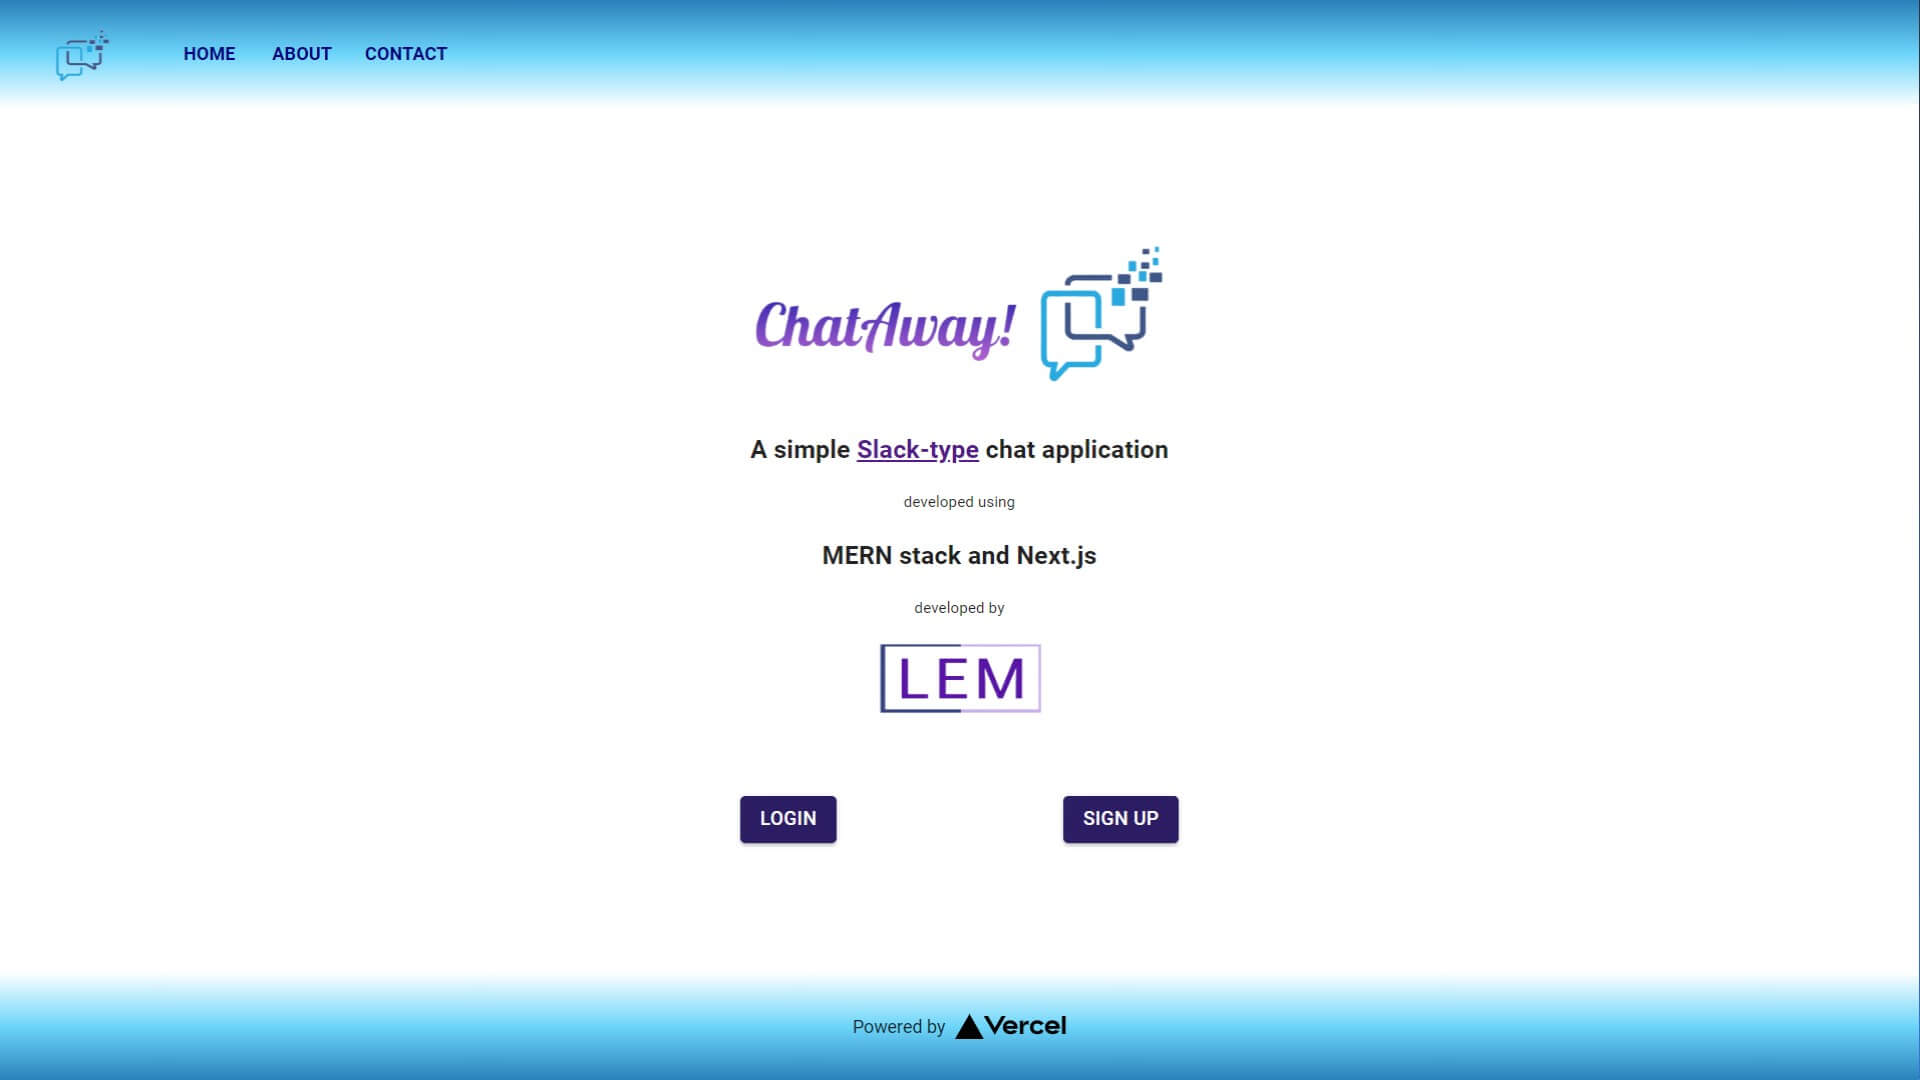 HOME ABOUT CONTACT
ChatAway!
A simple Slack-type chat application
developed using
MERN stack and Next.js
developed by
LEM
LOGIN SIGN UP
Powered by Vercel